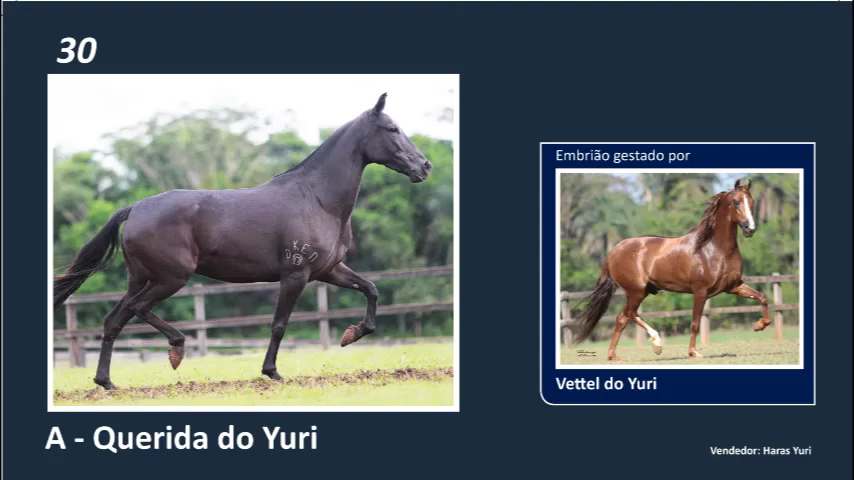 30
Embrião gestado por
Vettel do Yuri
A - Querida do Yuri
Vendedor: Haras Yuri